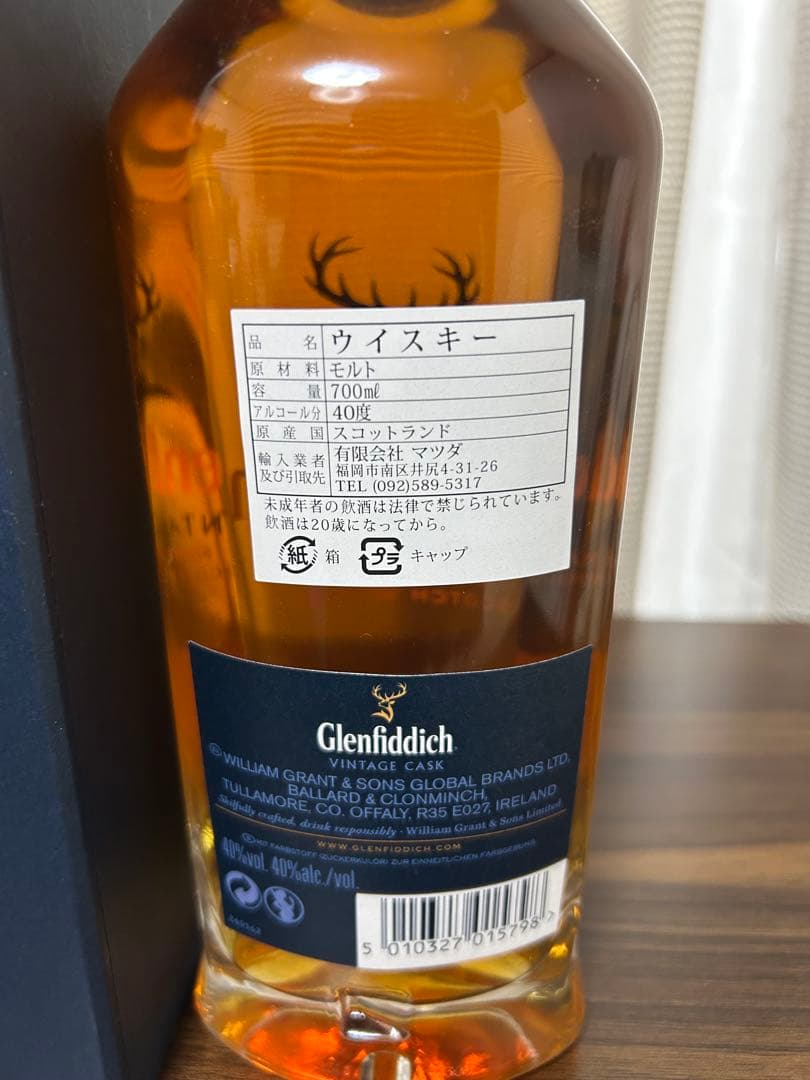 品名 ウイスキー
原材料 モルト
容量 700㎖
アルコール分 40度
原産国 スコットランド
輸入業者及び引取先 有限会社 マツダ
福岡市南区井尻4-31-26
TEL (092)589-5317
未成年者の飲酒は法律で禁じられています。
飲酒は20歳になってから。
紙 箱 プラ キャップ
Glenfiddich
VINTAGE CASK
WILLIAM GRANT & SONS GLOBAL BRANDS LTD,
BALLARD & CLONMINCH,
TULLAMORE, CO. OFFALY, R35 E027, IRELAND
Skilfully crafted, drink responsibly · William Grant & Sons Limited
WWW.GLENFIDDICH.COM
MIT FARBSTOFF (ZUCKERKULÖR) ZUR EINHEITLICHEN FARBGEBUNG.
40%vol. 40%alc./vol.
5 010327 015798 >